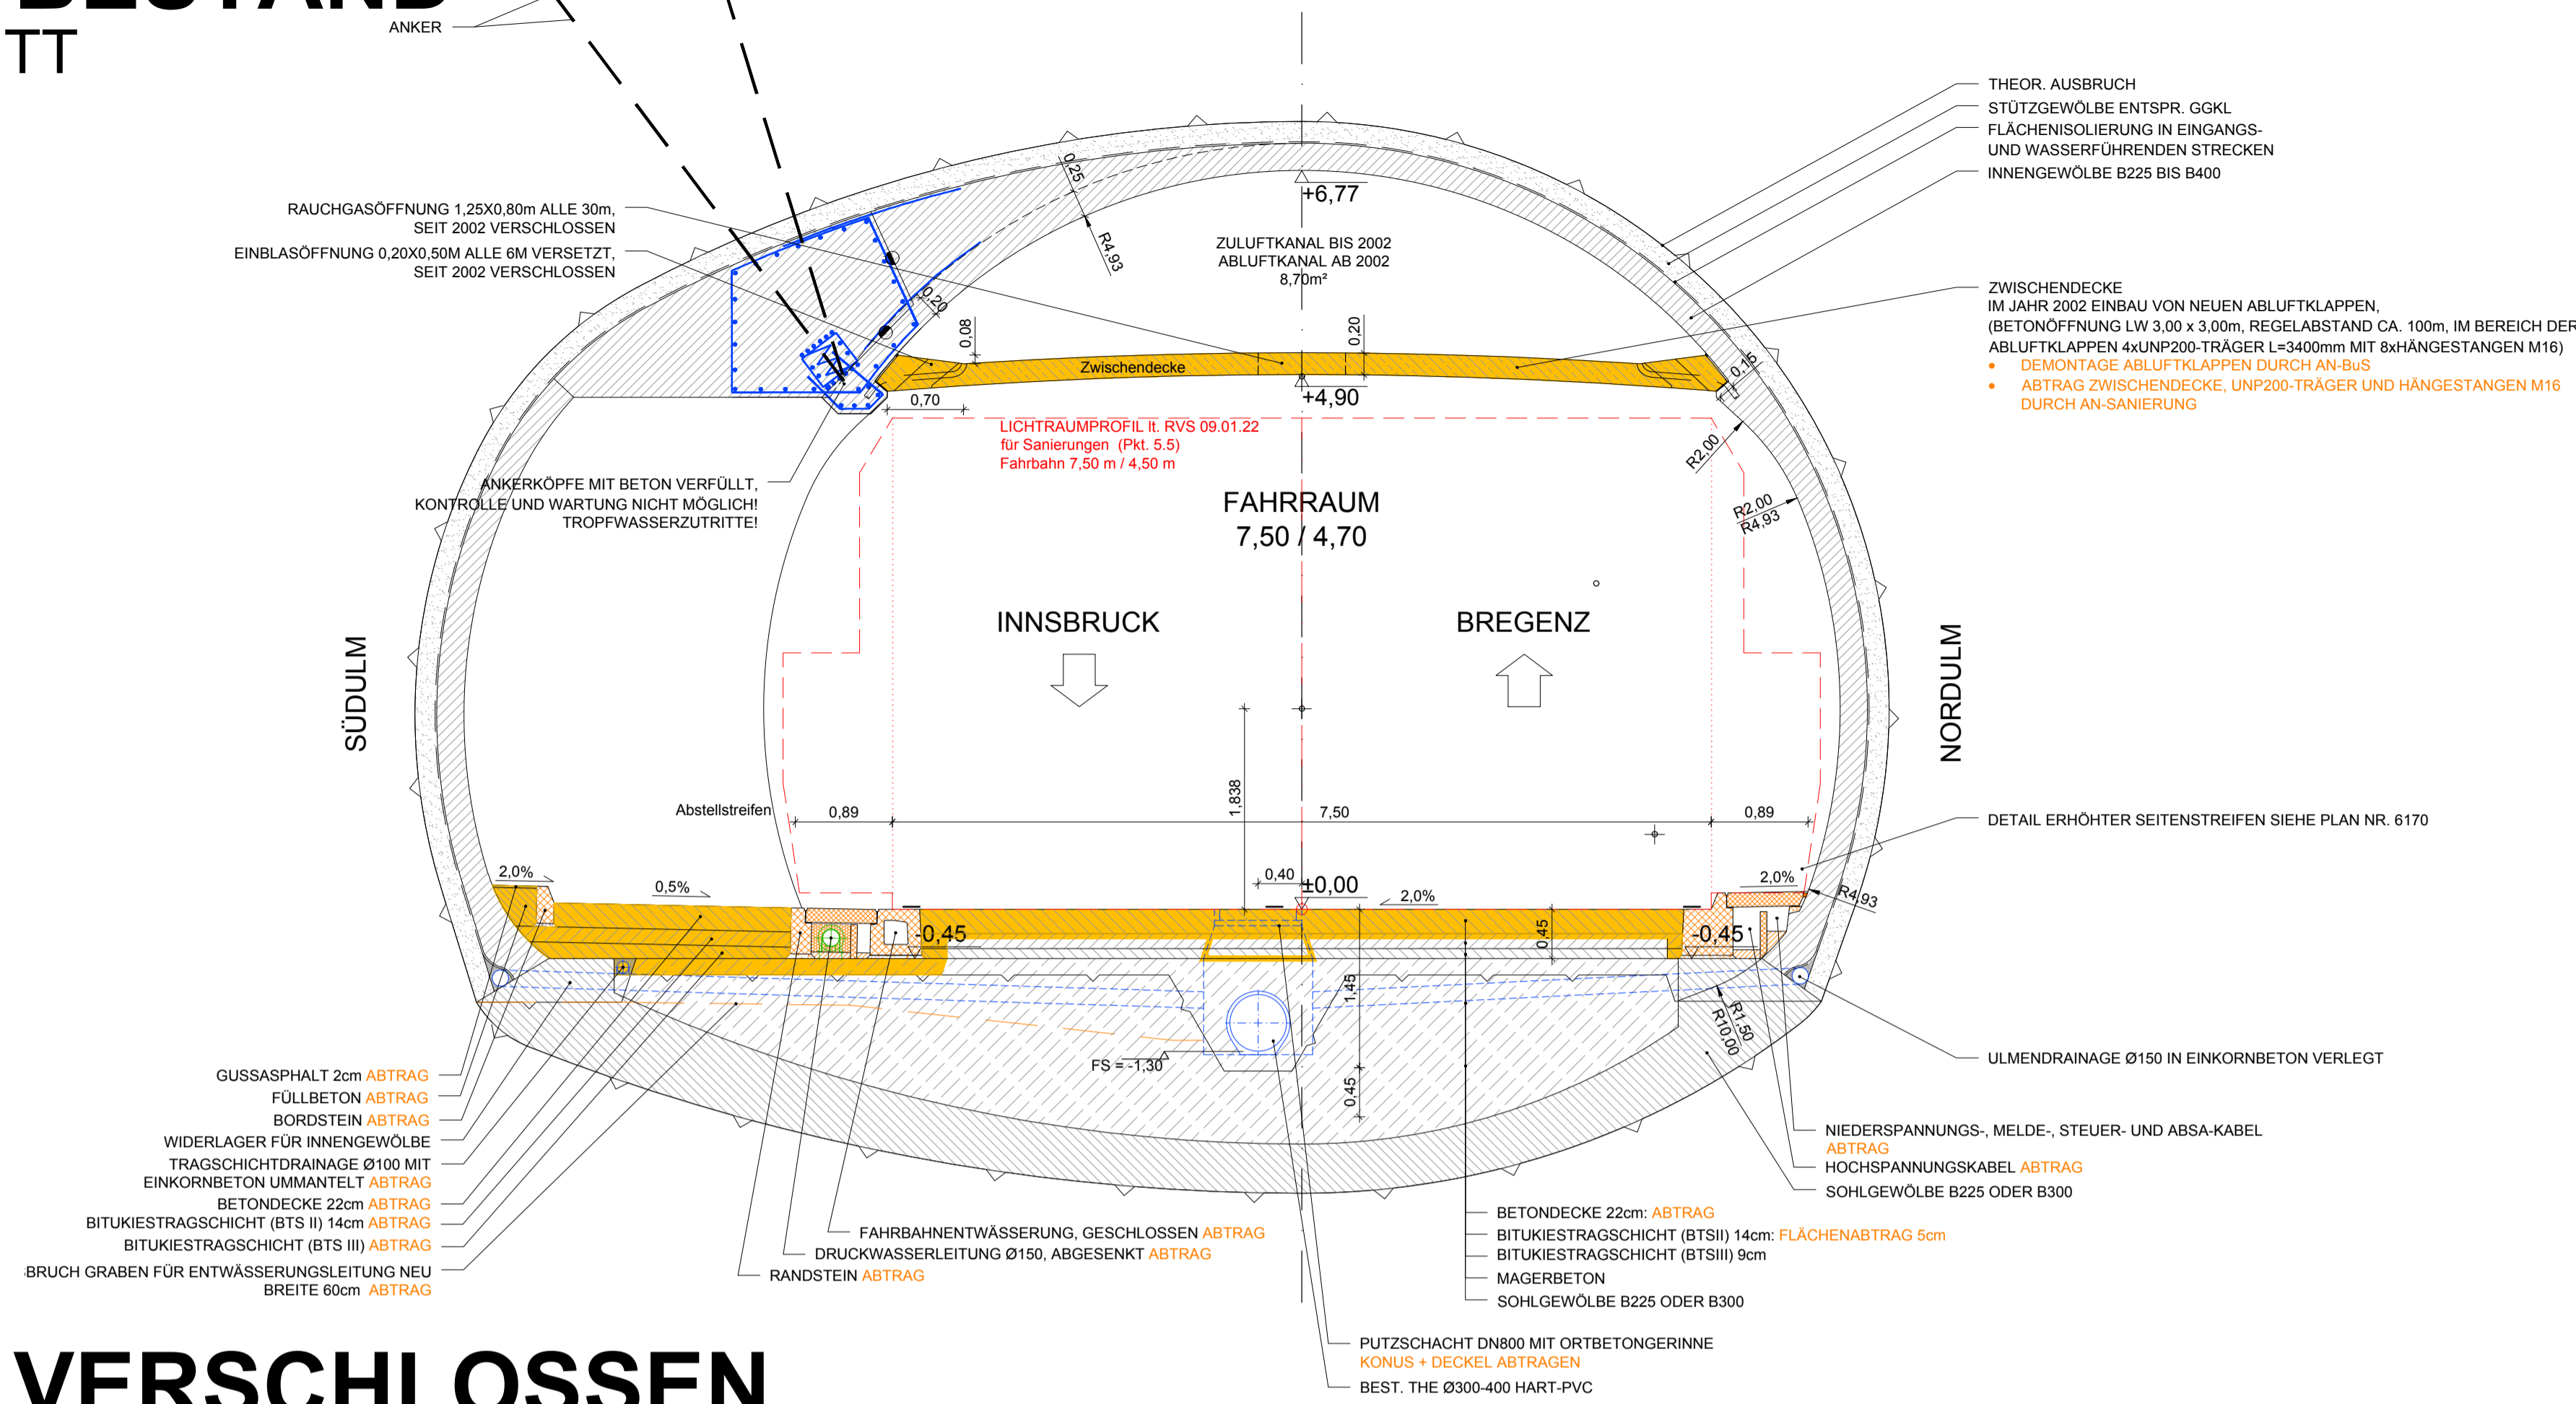 BESTAND
TT
ANKER
RAUCHGASÖFFNUNG 1,25X0,80m ALLE 30m,
SEIT 2002 VERSCHLOSSEN
EINBLASÖFFNUNG 0,20X0,50M ALLE 6M VERSETZT,
SEIT 2002 VERSCHLOSSEN
THEOR. AUSBRUCH
STÜTZGEWÖLBE ENTSPR. GGKL
FLÄCHENISOLIERUNG IN EINGANGS-
UND WASSERFÜHRENDEN STRECKEN
INNENGEWÖLBE B225 BIS B400
0,25
R4,93
+6,77
ZULUFTKANAL BIS 2002
ABLUFTKANAL AB 2002
8,70m²
ZWISCHENDECKE
IM JAHR 2002 EINBAU VON NEUEN ABLUFTKLAPPEN,
(BETONÖFFNUNG LW 3,00 x 3,00m, REGELABSTAND CA. 100m, IM BEREICH DER
ABLUFTKLAPPEN 4xUNP200-TRÄGER L=3400mm MIT 8xHÄNGESTANGEN M16)
• DEMONTAGE ABLUFTKLAPPEN DURCH AN-BuS
• ABTRAG ZWISCHENDECKE, UNP200-TRÄGER UND HÄNGESTANGEN M16
DURCH AN-SANIERUNG
0,20
0,08
0,20
Zwischendecke
0,15
0,70
+4,90
LICHTRAUMPROFIL lt. RVS 09.01.22
für Sanierungen (Pkt. 5.5)
Fahrbahn 7,50 m / 4,50 m
R2,00
R2,00
R4,93
ANKERKÖPFE MIT BETON VERFÜLLT,
KONTROLLE UND WARTUNG NICHT MÖGLICH!
TROPFWASSERZUTRITTE!
FAHRRAUM
7,50 / 4,70
INNSBRUCK
BREGENZ
SÜDULM
NORDULM
1,838
Abstellstreifen
0,89
7,50
0,89
DETAIL ERHÖHTER SEITENSTREIFEN SIEHE PLAN NR. 6170
2,0%
0,5%
0,40
±0,00
2,0%
2,0%
R4,93
-0,45
0,45
-0,45
1,45
R1,50
R10,00
FS = -1,30
0,45
ULMENDRAINAGE Ø150 IN EINKORNBETON VERLEGT
GUSSASPHALT 2cm ABTRAG
FÜLLBETON ABTRAG
BORDSTEIN ABTRAG
WIDERLAGER FÜR INNENGEWÖLBE
TRAGSCHICHTDRAINAGE Ø100 MIT
EINKORNBETON UMMANTELT ABTRAG
BETONDECKE 22cm ABTRAG
BITUKIESTRAGSCHICHT (BTS II) 14cm ABTRAG
BITUKIESTRAGSCHICHT (BTS III) ABTRAG
BRUCH GRABEN FÜR ENTWÄSSERUNGSLEITUNG NEU
BREITE 60cm ABTRAG
FAHRBAHNENTWÄSSERUNG, GESCHLOSSEN ABTRAG
DRUCKWASSERLEITUNG Ø150, ABGESENKT ABTRAG
RANDSTEIN ABTRAG
NIEDERSPANNUNGS-, MELDE-, STEUER- UND ABSA-KABEL
ABTRAG
HOCHSPANNUNGSKABEL ABTRAG
SOHLGEWÖLBE B225 ODER B300
BETONDECKE 22cm: ABTRAG
BITUKIESTRAGSCHICHT (BTSII) 14cm: FLÄCHENABTRAG 5cm
BITUKIESTRAGSCHICHT (BTSIII) 9cm
MAGERBETON
SOHLGEWÖLBE B225 ODER B300
PUTZSCHACHT DN800 MIT ORTBETONGERINNE
KONUS + DECKEL ABTRAGEN
BEST. THE Ø300-400 HART-PVC
VERSCHLOSSEN